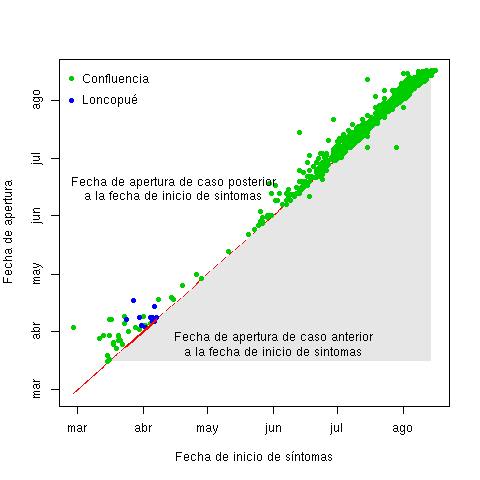 Confluencia
Loncopué
Fecha de apertura de caso posterior
a la fecha de inicio de sintomas
Fecha de apertura de caso anterior
a la fecha de inicio de sintomas
Fecha de apertura
ago
jul
jun
may
abr
mar
mar abr may jun jul ago
Fecha de inicio de síntomas